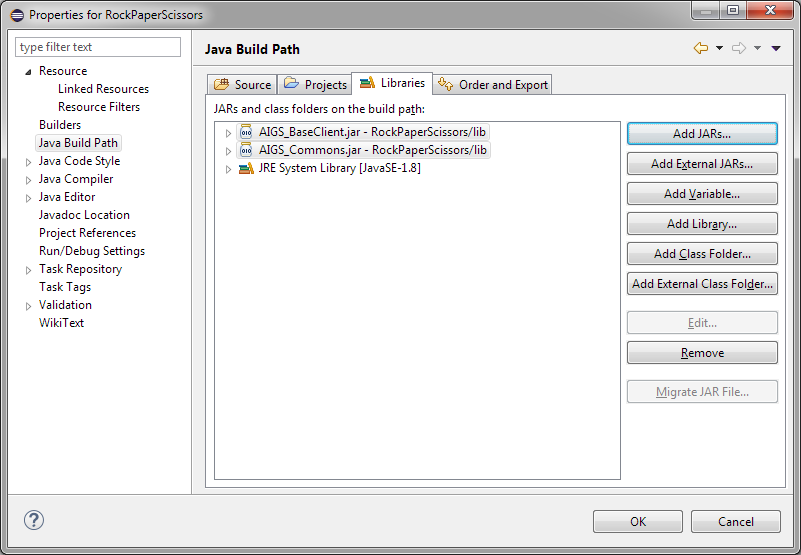 Properties for RockPaperScissors
type filter text
Resource
Linked Resources
Resource Filters
Builders
Java Build Path
Java Code Style
Java Compiler
Java Editor
Javadoc Location
Project References
Run/Debug Settings
Task Repository
Task Tags
Validation
WikiText
Java Build Path
Source Projects Libraries Order and Export
JARs and class folders on the build path:
AIGS_BaseClient.jar - RockPaperScissors/lib
AIGS_Commons.jar - RockPaperScissors/lib
JRE System Library [JavaSE-1.8]
Add JARs...
Add External JARs...
Add Variable...
Add Library...
Add Class Folder...
Add External Class Folder...
Edit...
Remove
Migrate JAR File...
OK Cancel